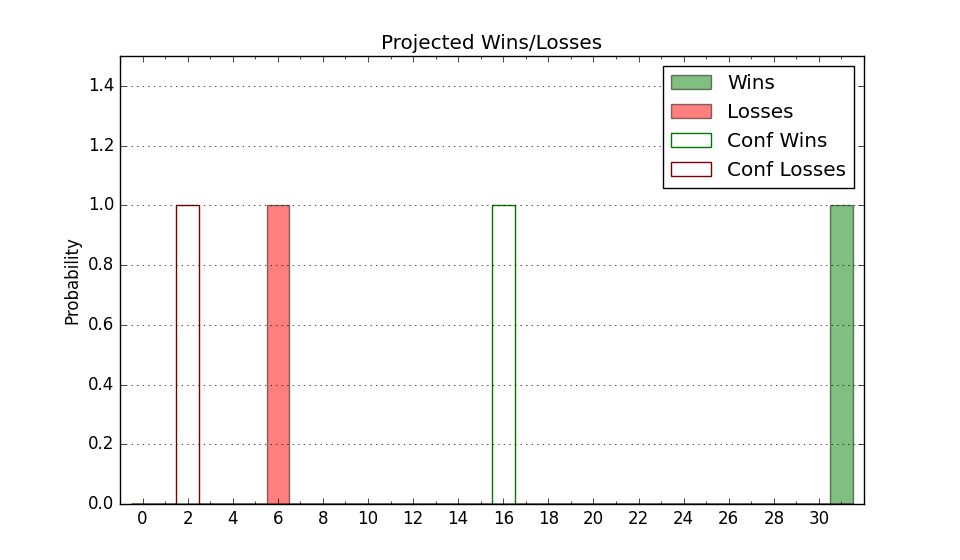 Projected Wins/Losses
Wins
Losses
Conf Wins
Conf Losses
Probability
1.4
1.2
1.0
0.8
0.6
0.4
0.2
0.0
0 2 4 6 8 10 12 14 16 18 20 22 24 26 28 30